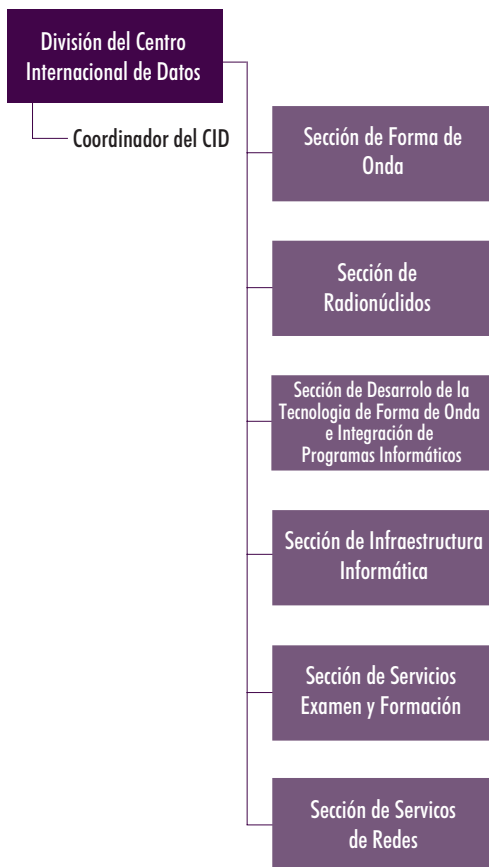 División del Centro
Internacional de Datos
Coordinador del CID
Sección de Forma de
Onda
Sección de
Radionúclidos
Sección de Desarrolo de la
Tecnologia de Forma de Onda
e Integración de
Programas Informáticos
Sección de Infraestructura
Informática
Sección de Servicios
Examen y Formación
Sección de Servicos
de Redes